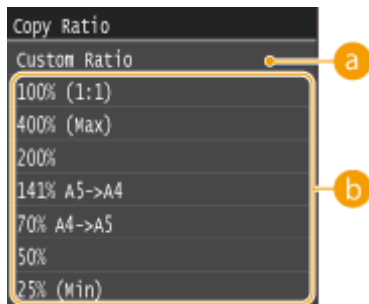 Copy Ratio
Custom Ratio
a
100% (1:1)
400% (Max)
200%
141% A5->A4
b
70% A4->A5
50%
25% (Min)